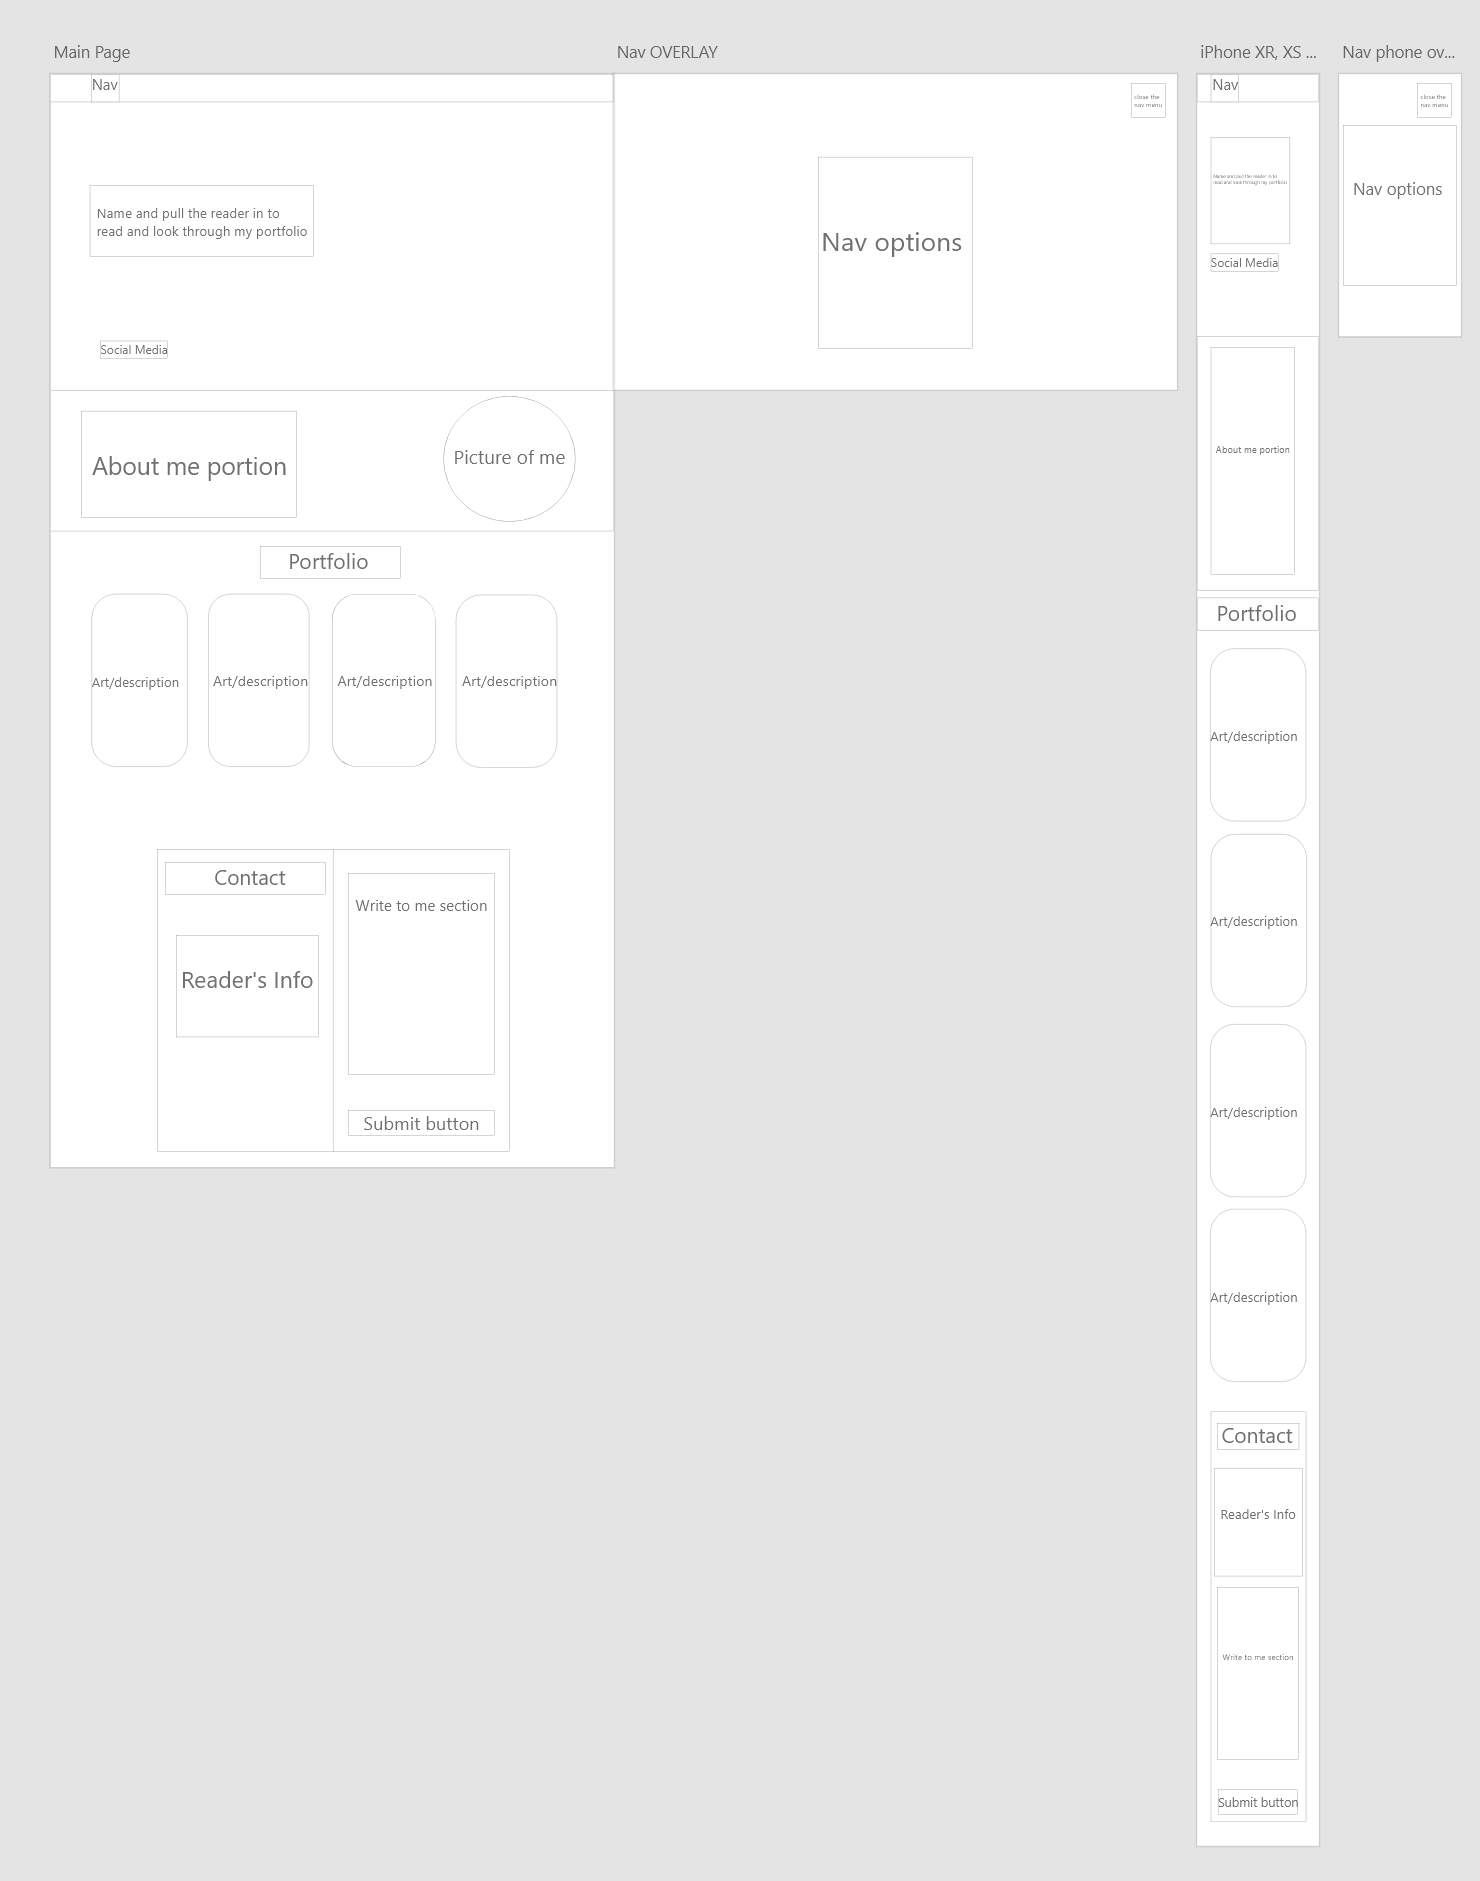 Main Page
Nav OVERLAY
iPhone XR, XS ...
Nav phone ov...
Nav
Name and pull the reader in to
read and look through my portfolio
Social Media
About me portion
Picture of me
Portfolio
Art/description
Art/description
Art/description
Art/description
Contact
Reader's Info
Write to me section
Submit button
close the
nav menu
Nav options
Nav
Name and pull the reader in to
read and look through my portfolio
Social Media
About me portion
Portfolio
Art/description
Art/description
Art/description
Art/description
Contact
Reader's Info
Write to me section
Submit button
close the
nav menu
Nav options